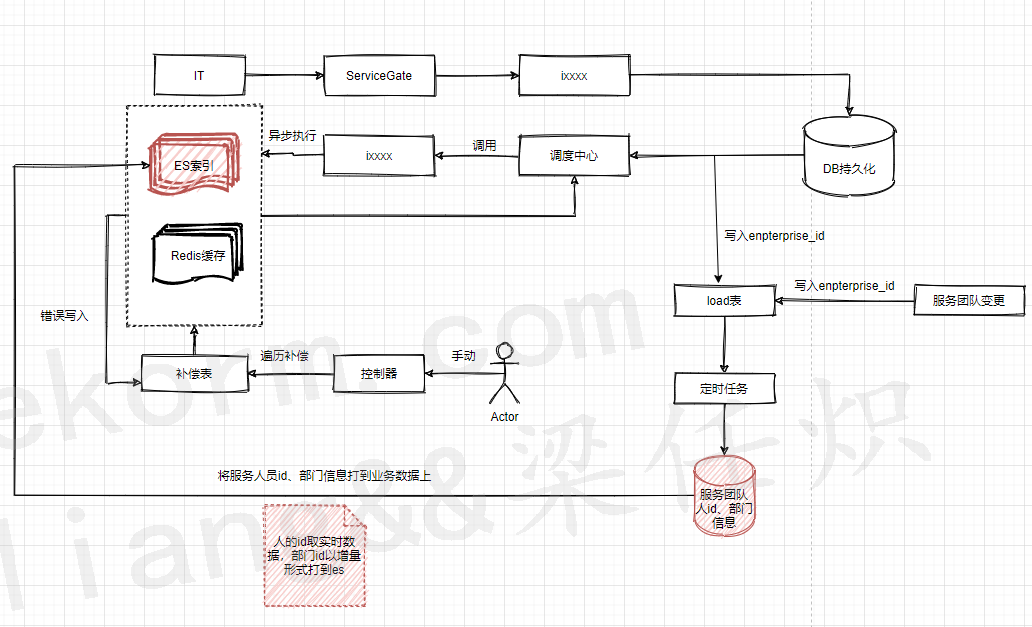 IT
ServiceGate
ixxxx
异步执行
ixxxx
调用
调度中心
DB持久化
ES索引
写入enpterprise_id
Redis缓存
写入enpterprise_id
load表
服务团队变更
错误写入
遍历补偿
手动
补偿表
控制器
定时任务
Actor
将服务人员id、部门信息打到业务数据上
服务团队
人id、部门
信息
人的id取实时数
据，部门id以增量
形式打到es
ekorm.com
lian&&梁任炽